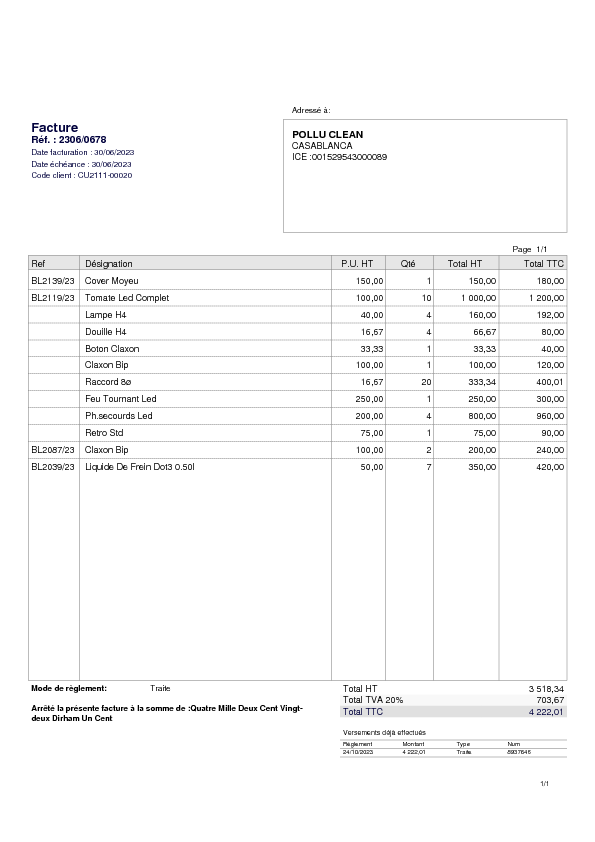 Adressé à:
Facture
Réf. : 2306/0678
Date facturation : 30/06/2023
Date échéance : 30/06/2023
Code client : CU2111-00020
POLLU CLEAN
CASABLANCA
ICE :001529543000089
Page 1/1
Ref Désignation P.U. HT Qté Total HT Total TTC
BL2139/23 Cover Moyeu 150,00 1 150,00 180,00
BL2119/23 Tomate Led Complet 100,00 10 1 000,00 1 200,00
Lampe H4 40,00 4 160,00 192,00
Douille H4 16,67 4 66,67 80,00
Boton Claxon 33,33 1 33,33 40,00
Claxon Blp 100,00 1 100,00 120,00
Raccord 8ø 16,67 20 333,34 400,01
Feu Tournant Led 250,00 1 250,00 300,00
Ph.secourds Led 200,00 4 800,00 960,00
Retro Std 75,00 1 75,00 90,00
BL2087/23 Claxon Blp 100,00 2 200,00 240,00
BL2039/23 Liquide De Frein Dot3 0.50l 50,00 7 350,00 420,00
Mode de règlement: Traite
Arrêté la présente facture à la somme de :Quatre Mille Deux Cent Vingt-
deux Dirham Un Cent
Total HT 3 518,34
Total TVA 20% 703,67
Total TTC 4 222,01
Versements déjà effectués
Règlement Montant Type Num
24/10/2023 4 222,01 Traite 8937646
1/1